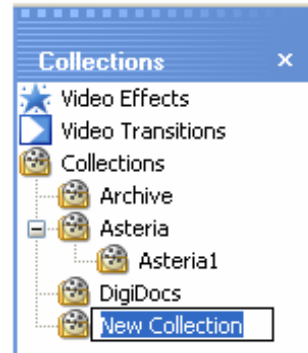 Collections
Video Effects
Video Transitions
Collections
Archive
Asteria
Asteria1
DigiDocs
New Collection